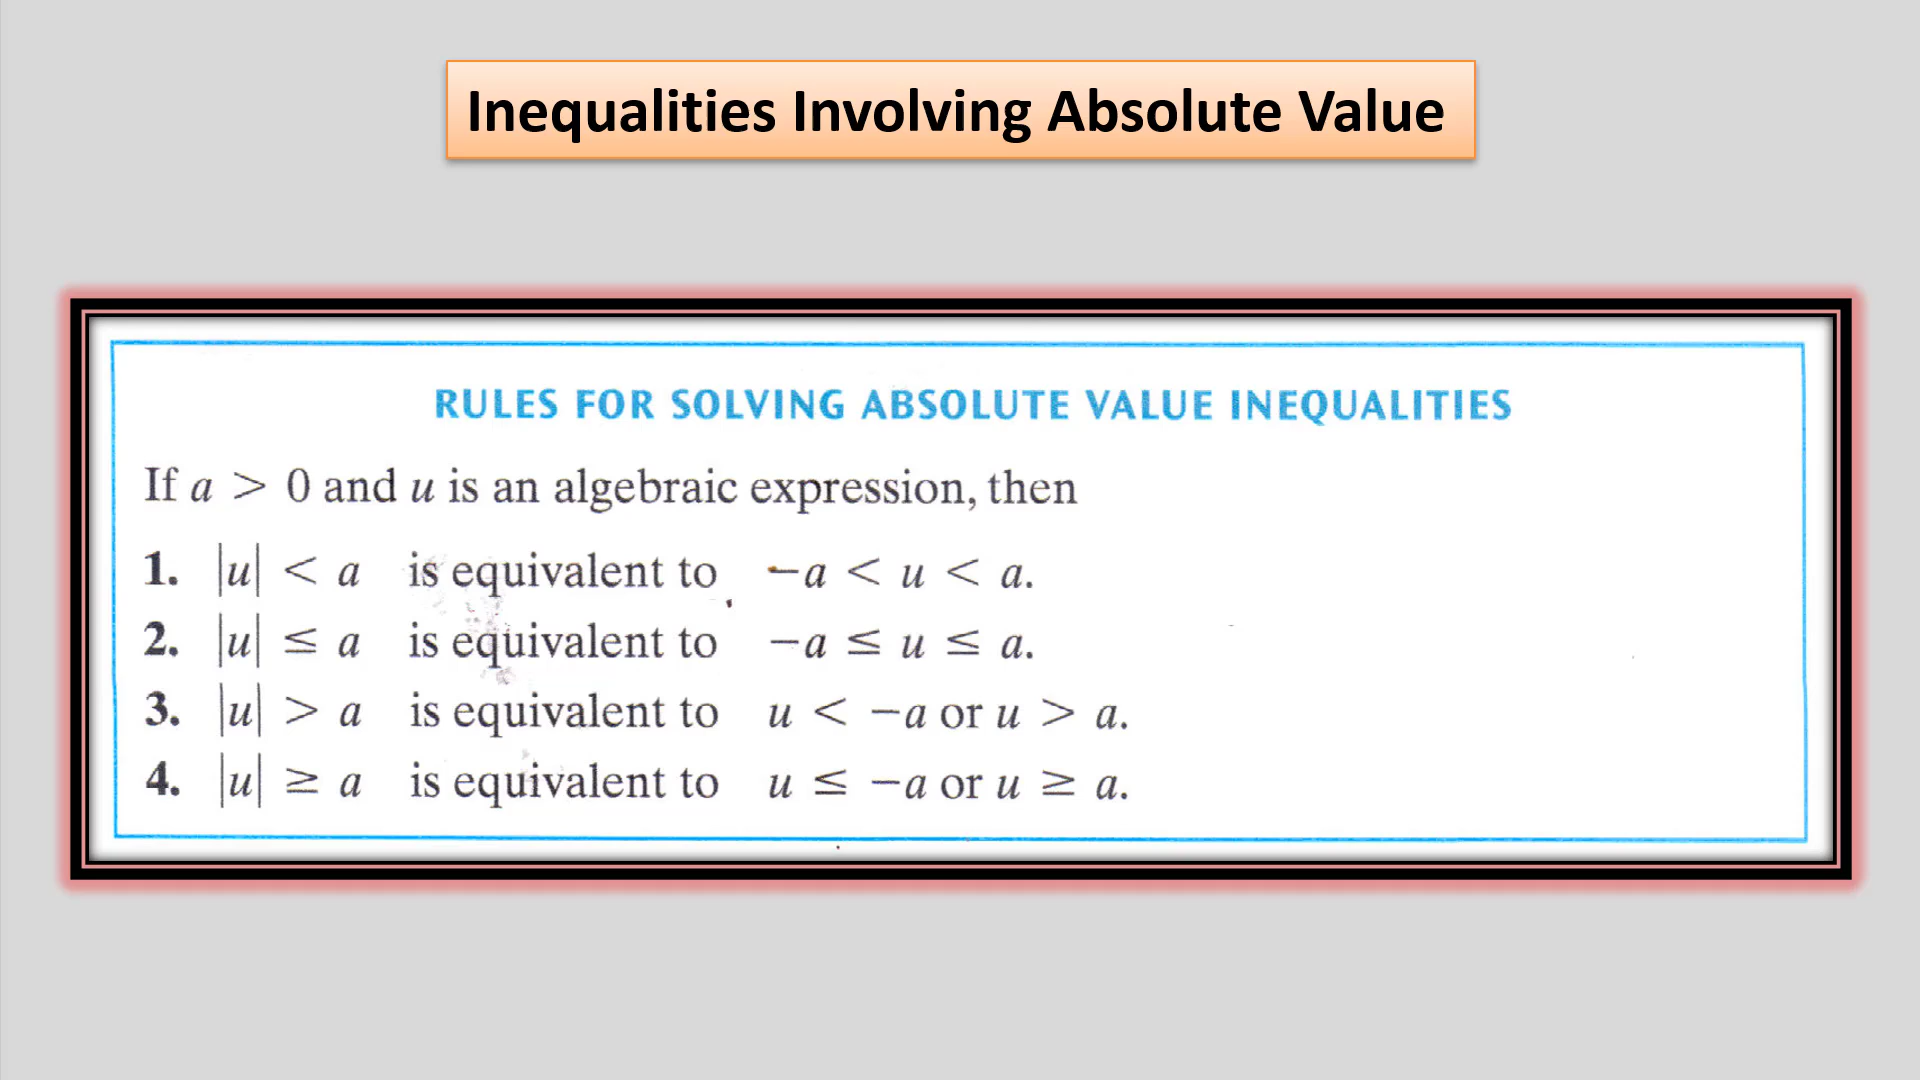 Inequalities Involving Absolute Value
RULES FOR SOLVING ABSOLUTE VALUE INEQUALITIES
If a > 0 and u is an algebraic expression, then
1. |u| < a is equivalent to −a < u < a.
2. |u| ≤ a is equivalent to −a ≤ u ≤ a.
3. |u| > a is equivalent to u < −a or u > a.
4. |u| ≥ a is equivalent to u ≤ −a or u ≥ a.